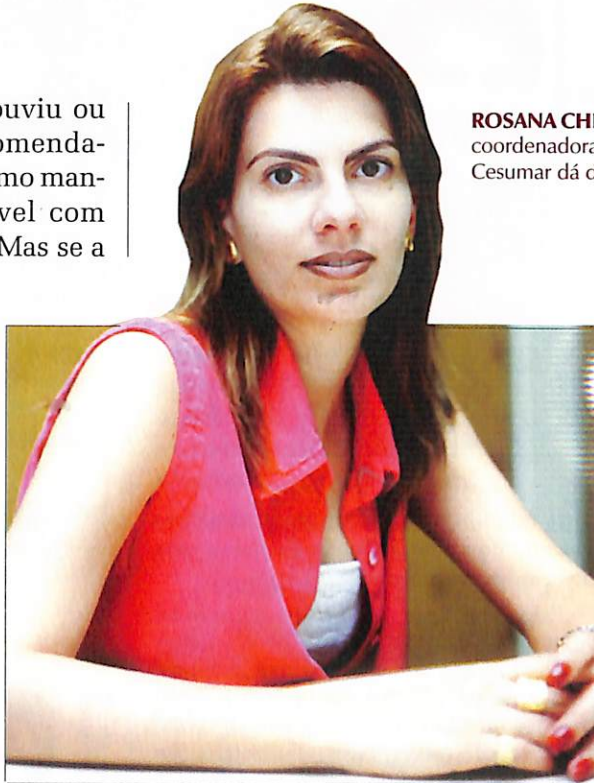 ouviu ou
omenda-
mo man-
vel com
Mas se a
ROSANA CH
coordenadora
Cesumar dá d